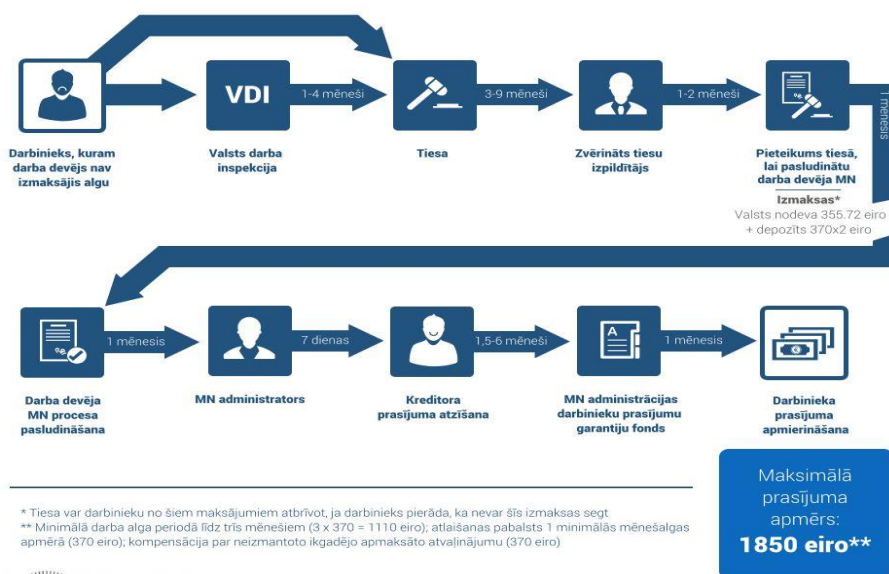 VDI
1-4 mēneši
3-9 mēneši
1-2 mēneši
1 mēnesis
Darbinieks, kuram
darba devējs nav
izmaksājis algu
Valsts darba
inspekcija
Tiesa
Zvērināts tiesu
izpildītājs
Pieteikums tiesā,
lai pasludinātu
darba devēja MN
Izmaksas*
Valsts nodeva 355.72 eiro
+ depozīts 370x2 eiro
1 mēnesis
7 dienas
1,5-6 mēneši
1 mēnesis
Darba devēja
MN procesa
pasludināšana
MN administrators
Kreditora
prasījuma atzīšana
MN administrācijas
darbinieku prasījumu
garantiju fonds
Darbinieka
prasījuma
apmierināšana
* Tiesa var darbinieku no šiem maksājumiem atbrīvot, ja darbinieks pierāda, ka nevar šīs izmaksas segt
** Minimālā darba alga periodā līdz trīs mēnešiem (3 x 370 = 1110 eiro); atlaišanas pabalsts 1 minimālās mēnešalgas
apmērā (370 eiro); kompensācija par neizmantoto ikgadējo apmaksāto atvaļinājumu (370 eiro)
Maksimālā
prasījuma
apmērs:
1850 eiro**